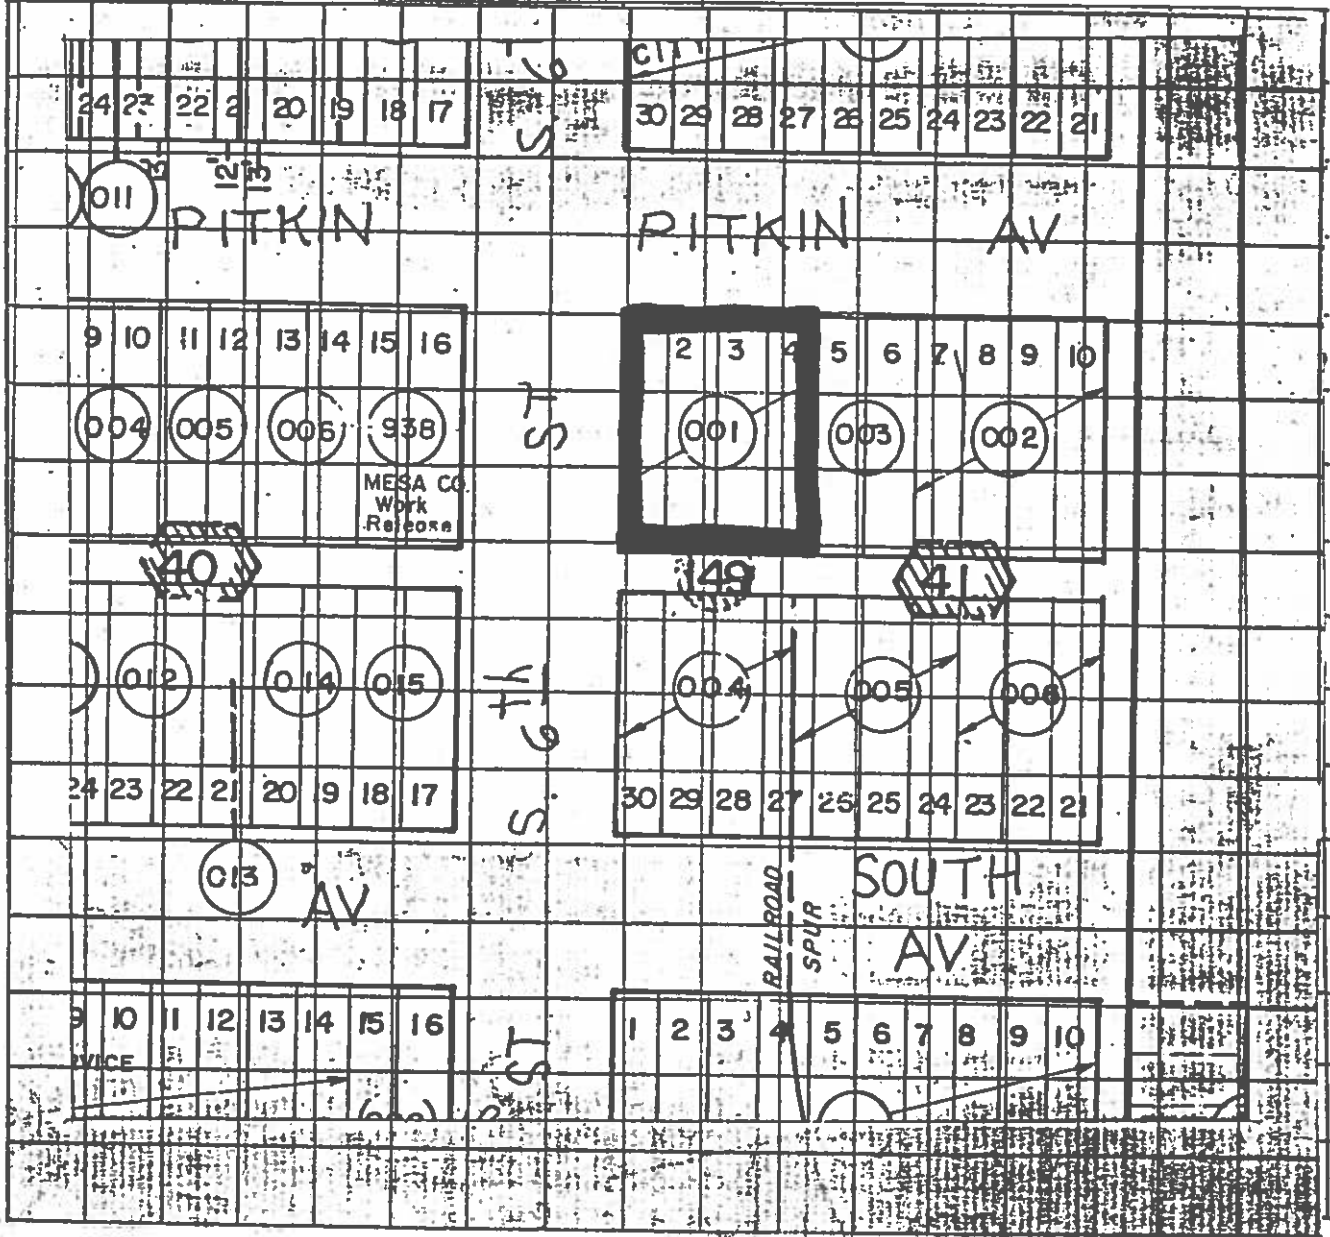 S. 6
24 22 2 20 19 18 17
30 29 28 27 26 25 24 23 22 21
12' 13'
011
PITKIN PITKIN AV
9 10 11 12 13 14 15 16
2 3 4 5 6 7 8 9 10
004 005 006 938
001 003 002
ST
MESA CO.
Work
Release
40 149 41
012 014 015
004 005 006
S. 6th
24 23 22 21 20 19 18 17
30 29 28 27 26 25 24 23 22 21
013
AV
RAILROAD
SPUR
SOUTH
AV
9 10 11 12 13 14 15 16
1 2 3 4 5 6 7 8 9 10
ST